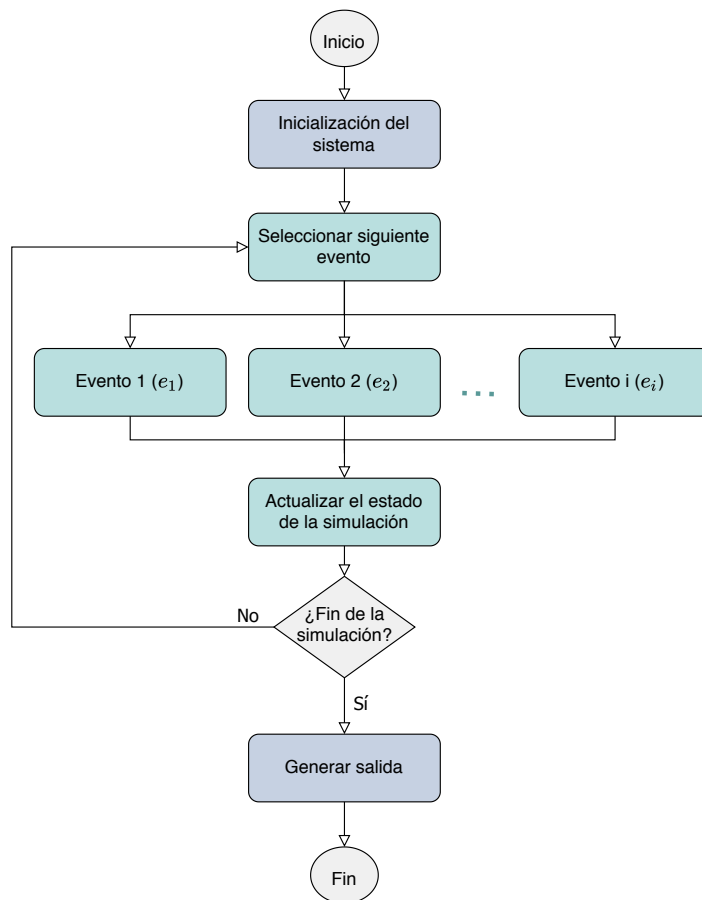 Inicio
Inicialización del
sistema
Seleccionar siguiente
evento
Evento 1 (e₁)
Evento 2 (e₂)
...
Evento i (eᵢ)
Actualizar el estado
de la simulación
No
¿Fin de la
simulación?
Sí
Generar salida
Fin